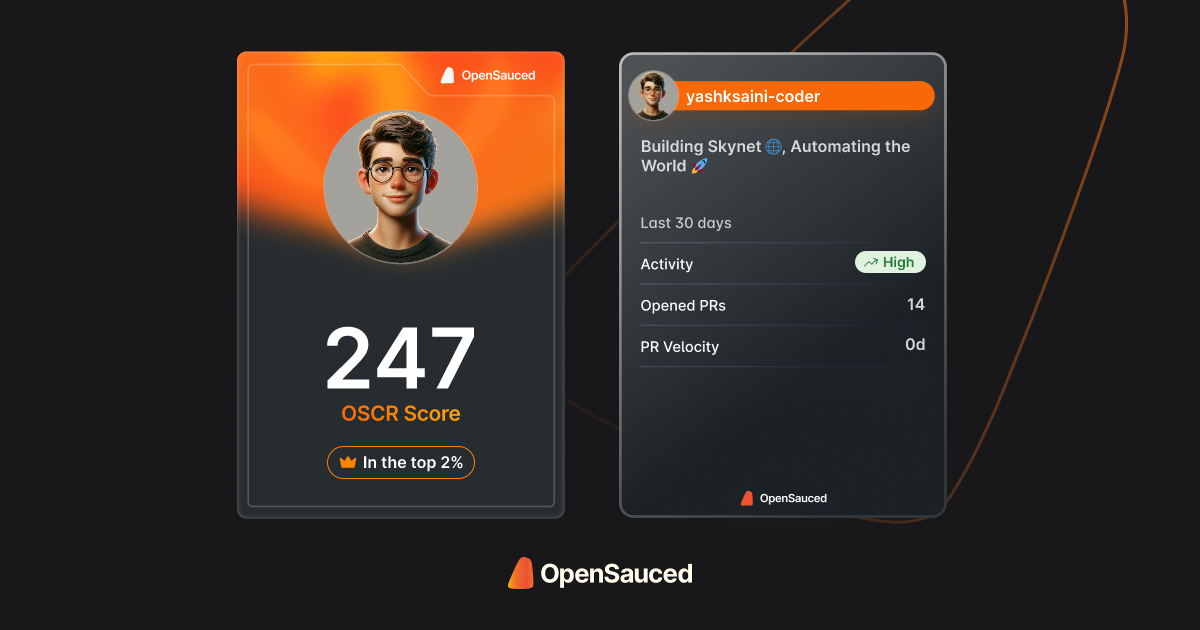 OpenSauced
247
OSCR Score
In the top 2%
yashksaini-coder
Building Skynet 🌐, Automating the
World 🚀
Last 30 days
Activity
High
Opened PRs
14
PR Velocity
0d
OpenSauced
OpenSauced